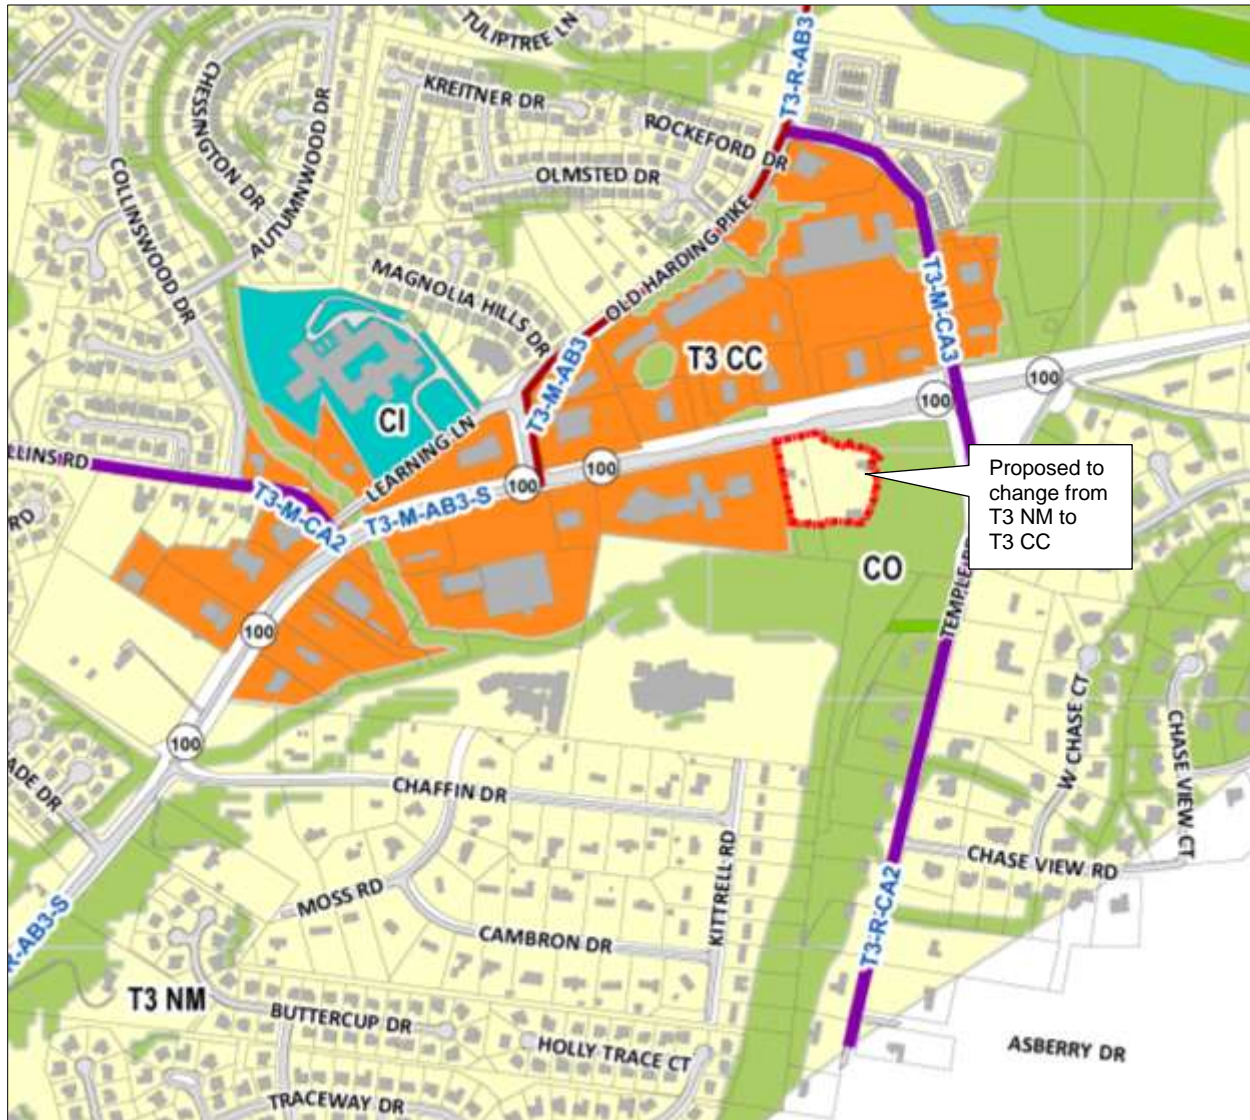 TULIPTREE LN
T3-R-AB3
CHESSINGTON DR
KREITNER DR
AUTUMNWOOD DR
ROCKEFORD DR
COLLINSWOOD DR
OLMSTED DR
OLD HARDING PIKE
MAGNOLIA HILLS DR
T3-M-CA3
T3-M-AB3
T3 CC
100
100
CI
LEARNING LN
LLINS RD
100
100
T3-M-CA2
T3-M-AB3-S
RD
Proposed to
change from
T3 NM to
T3 CC
CO
100
100
W CHASE CT
CHASE VIEW CT
ADE DR
CHAFFIN DR
KITTRELL RD
CHASE VIEW RD
MOSS RD
CAMBRON DR
T3-R-CA2
R-AB3-S
T3 NM
BUTTERCUP DR
HOLLY TRACE CT
ASBERRY DR
TRACEWAY DR